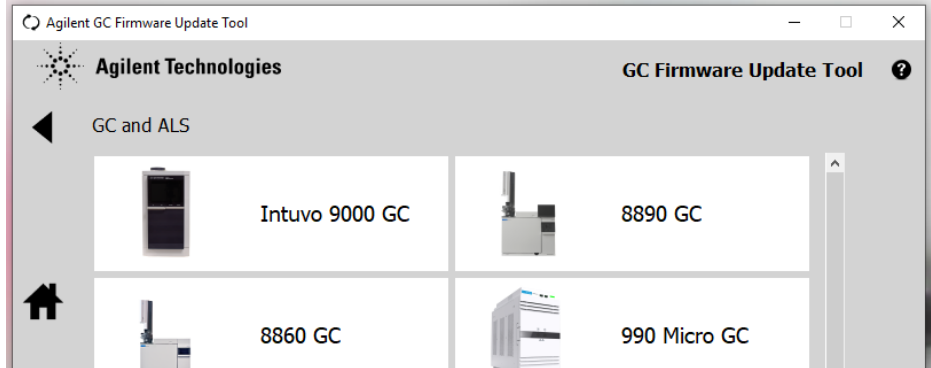 Agilent GC Firmware Update Tool
Agilent Technologies
GC Firmware Update Tool
GC and ALS
Intuvo 9000 GC
8890 GC
8860 GC
990 Micro GC